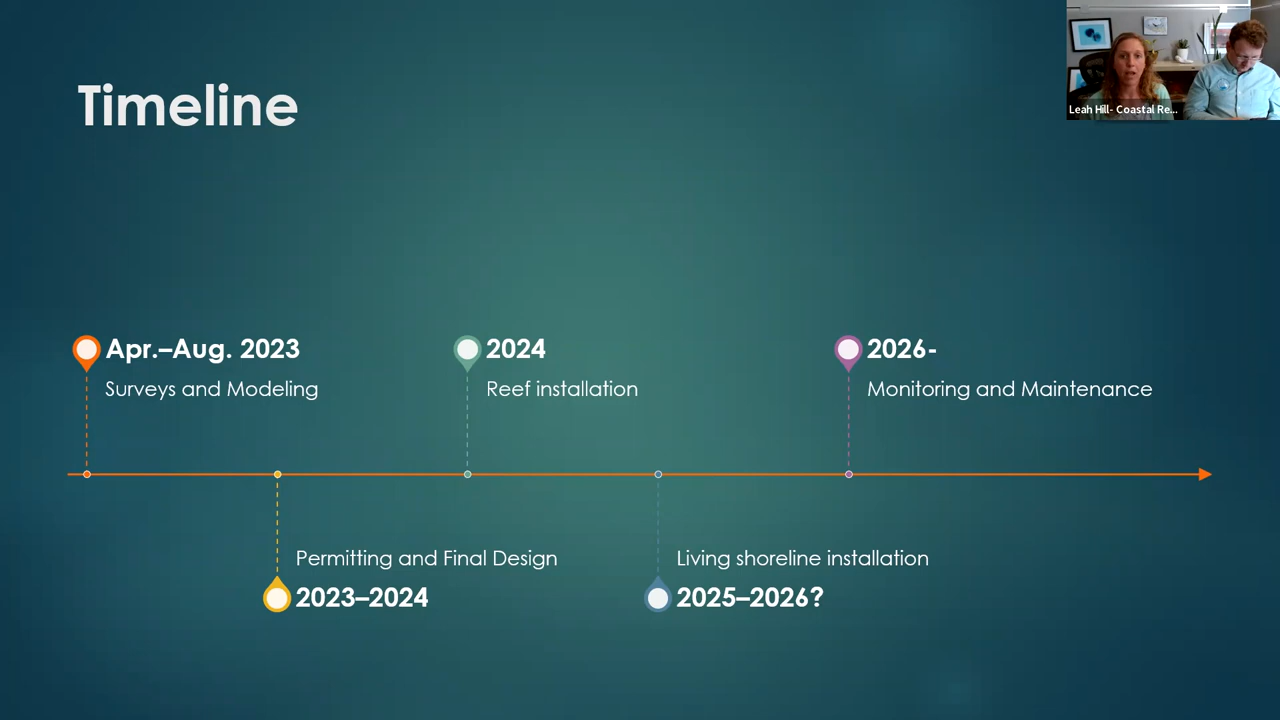 Timeline
Leah Hill- Coastal Re...
Apr.–Aug. 2023
Surveys and Modeling
2024
Reef installation
2026-
Monitoring and Maintenance
Permitting and Final Design
2023–2024
Living shoreline installation
2025–2026?